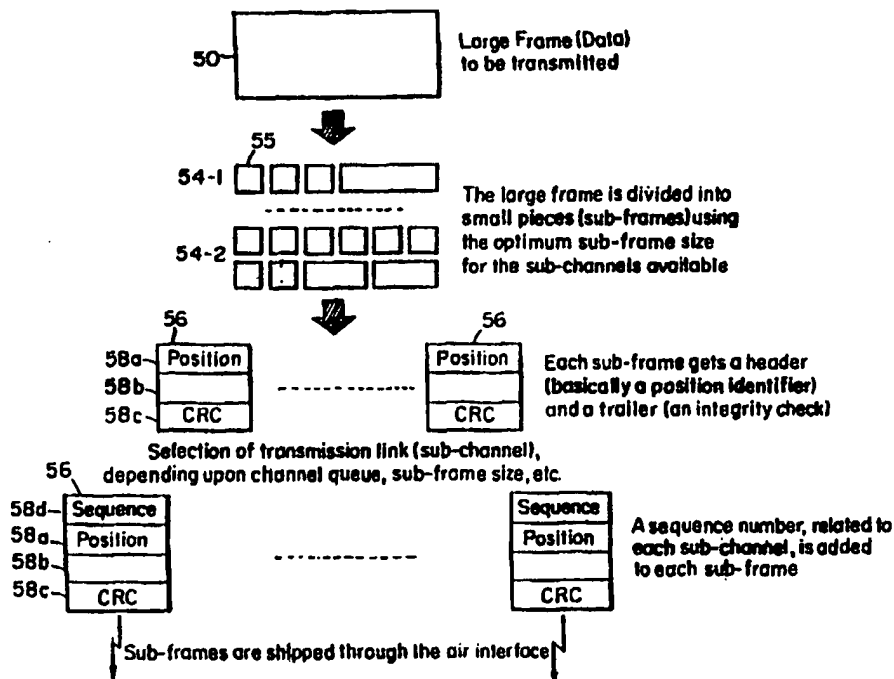 50
Large Frame (Data)
to be transmitted
55
54-1
54-2
The large frame is divided into
small pieces (sub-frames) using
the optimum sub-frame size
for the sub-channels available
56
56
58a
Position
Position
58b
58c
CRC
CRC
Each sub-frame gets a header
(basically a position identifier)
and a trailer (an integrity check)
Selection of transmission link (sub-channel),
depending upon channel queue, sub-frame size, etc.
56
58d
Sequence
Sequence
58a
Position
Position
58b
58c
CRC
CRC
A sequence number, related to
each sub-channel, is added
to each sub-frame
Sub-frames are shipped through the air interface